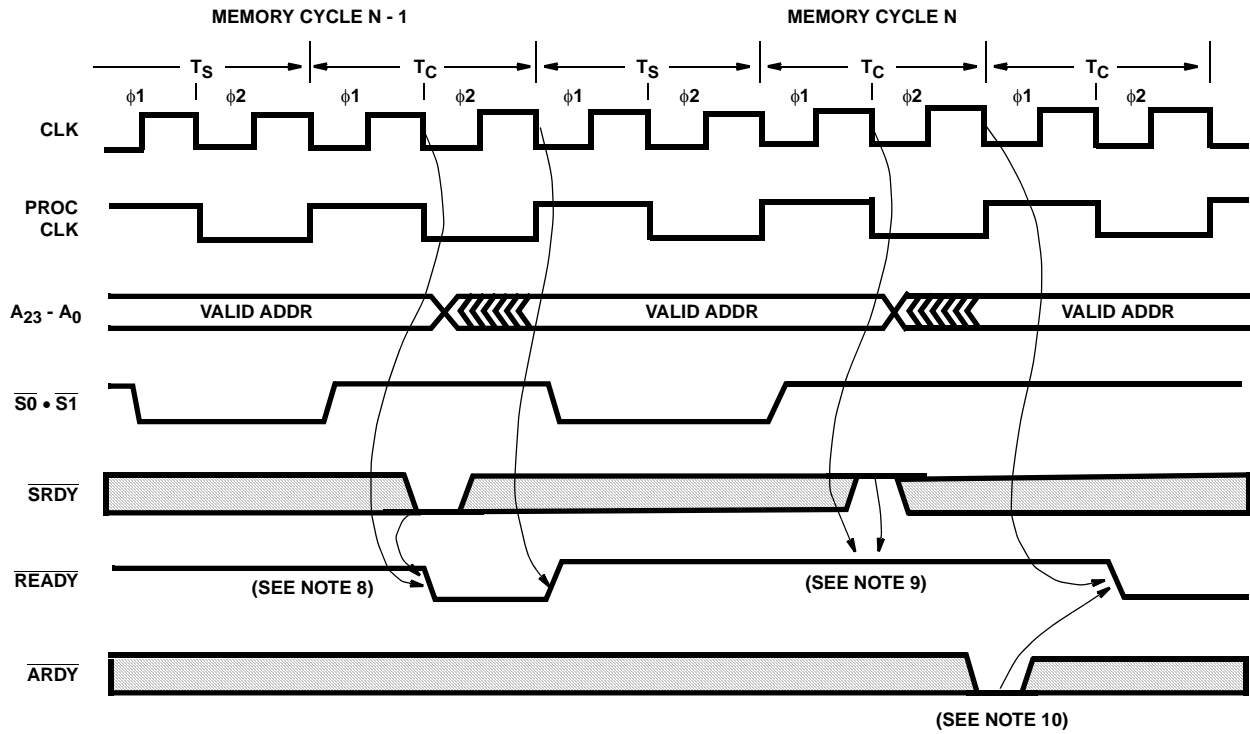 MEMORY CYCLE N - 1 MEMORY CYCLE N
TS TC TS TC TC
ϕ1 ϕ2 ϕ1 ϕ2 ϕ1 ϕ2 ϕ1 ϕ2 ϕ1 ϕ2
CLK
PROC
CLK
A23 - A0 VALID ADDR VALID ADDR VALID ADDR
S0 • S1
SRDY
READY (SEE NOTE 8) (SEE NOTE 9)
ARDY
(SEE NOTE 10)